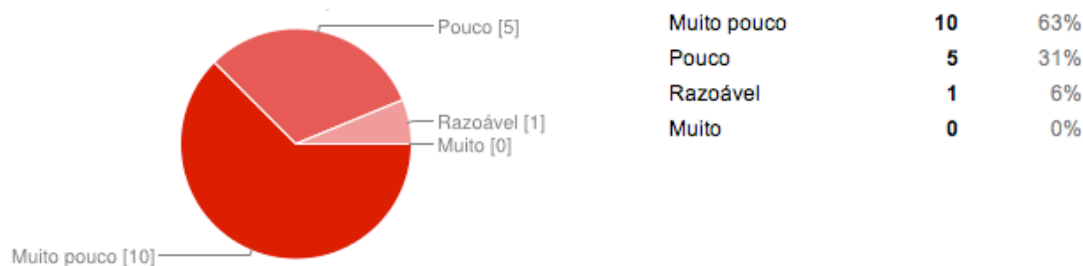 Pouco [5]
Razoável [1]
Muito [0]
Muito pouco [10]
Muito pouco 10 63%
Pouco 5 31%
Razoável 1 6%
Muito 0 0%